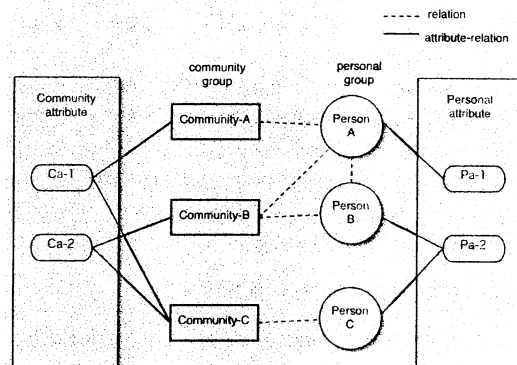 relation
attribute-relation
community
group
personal
group
Community
attribute
Personal
attribute
Community-A
Person
A
Ca-1
Pa-1
Community-B
Person
B
Ca-2
Pa-2
Community-C
Person
C